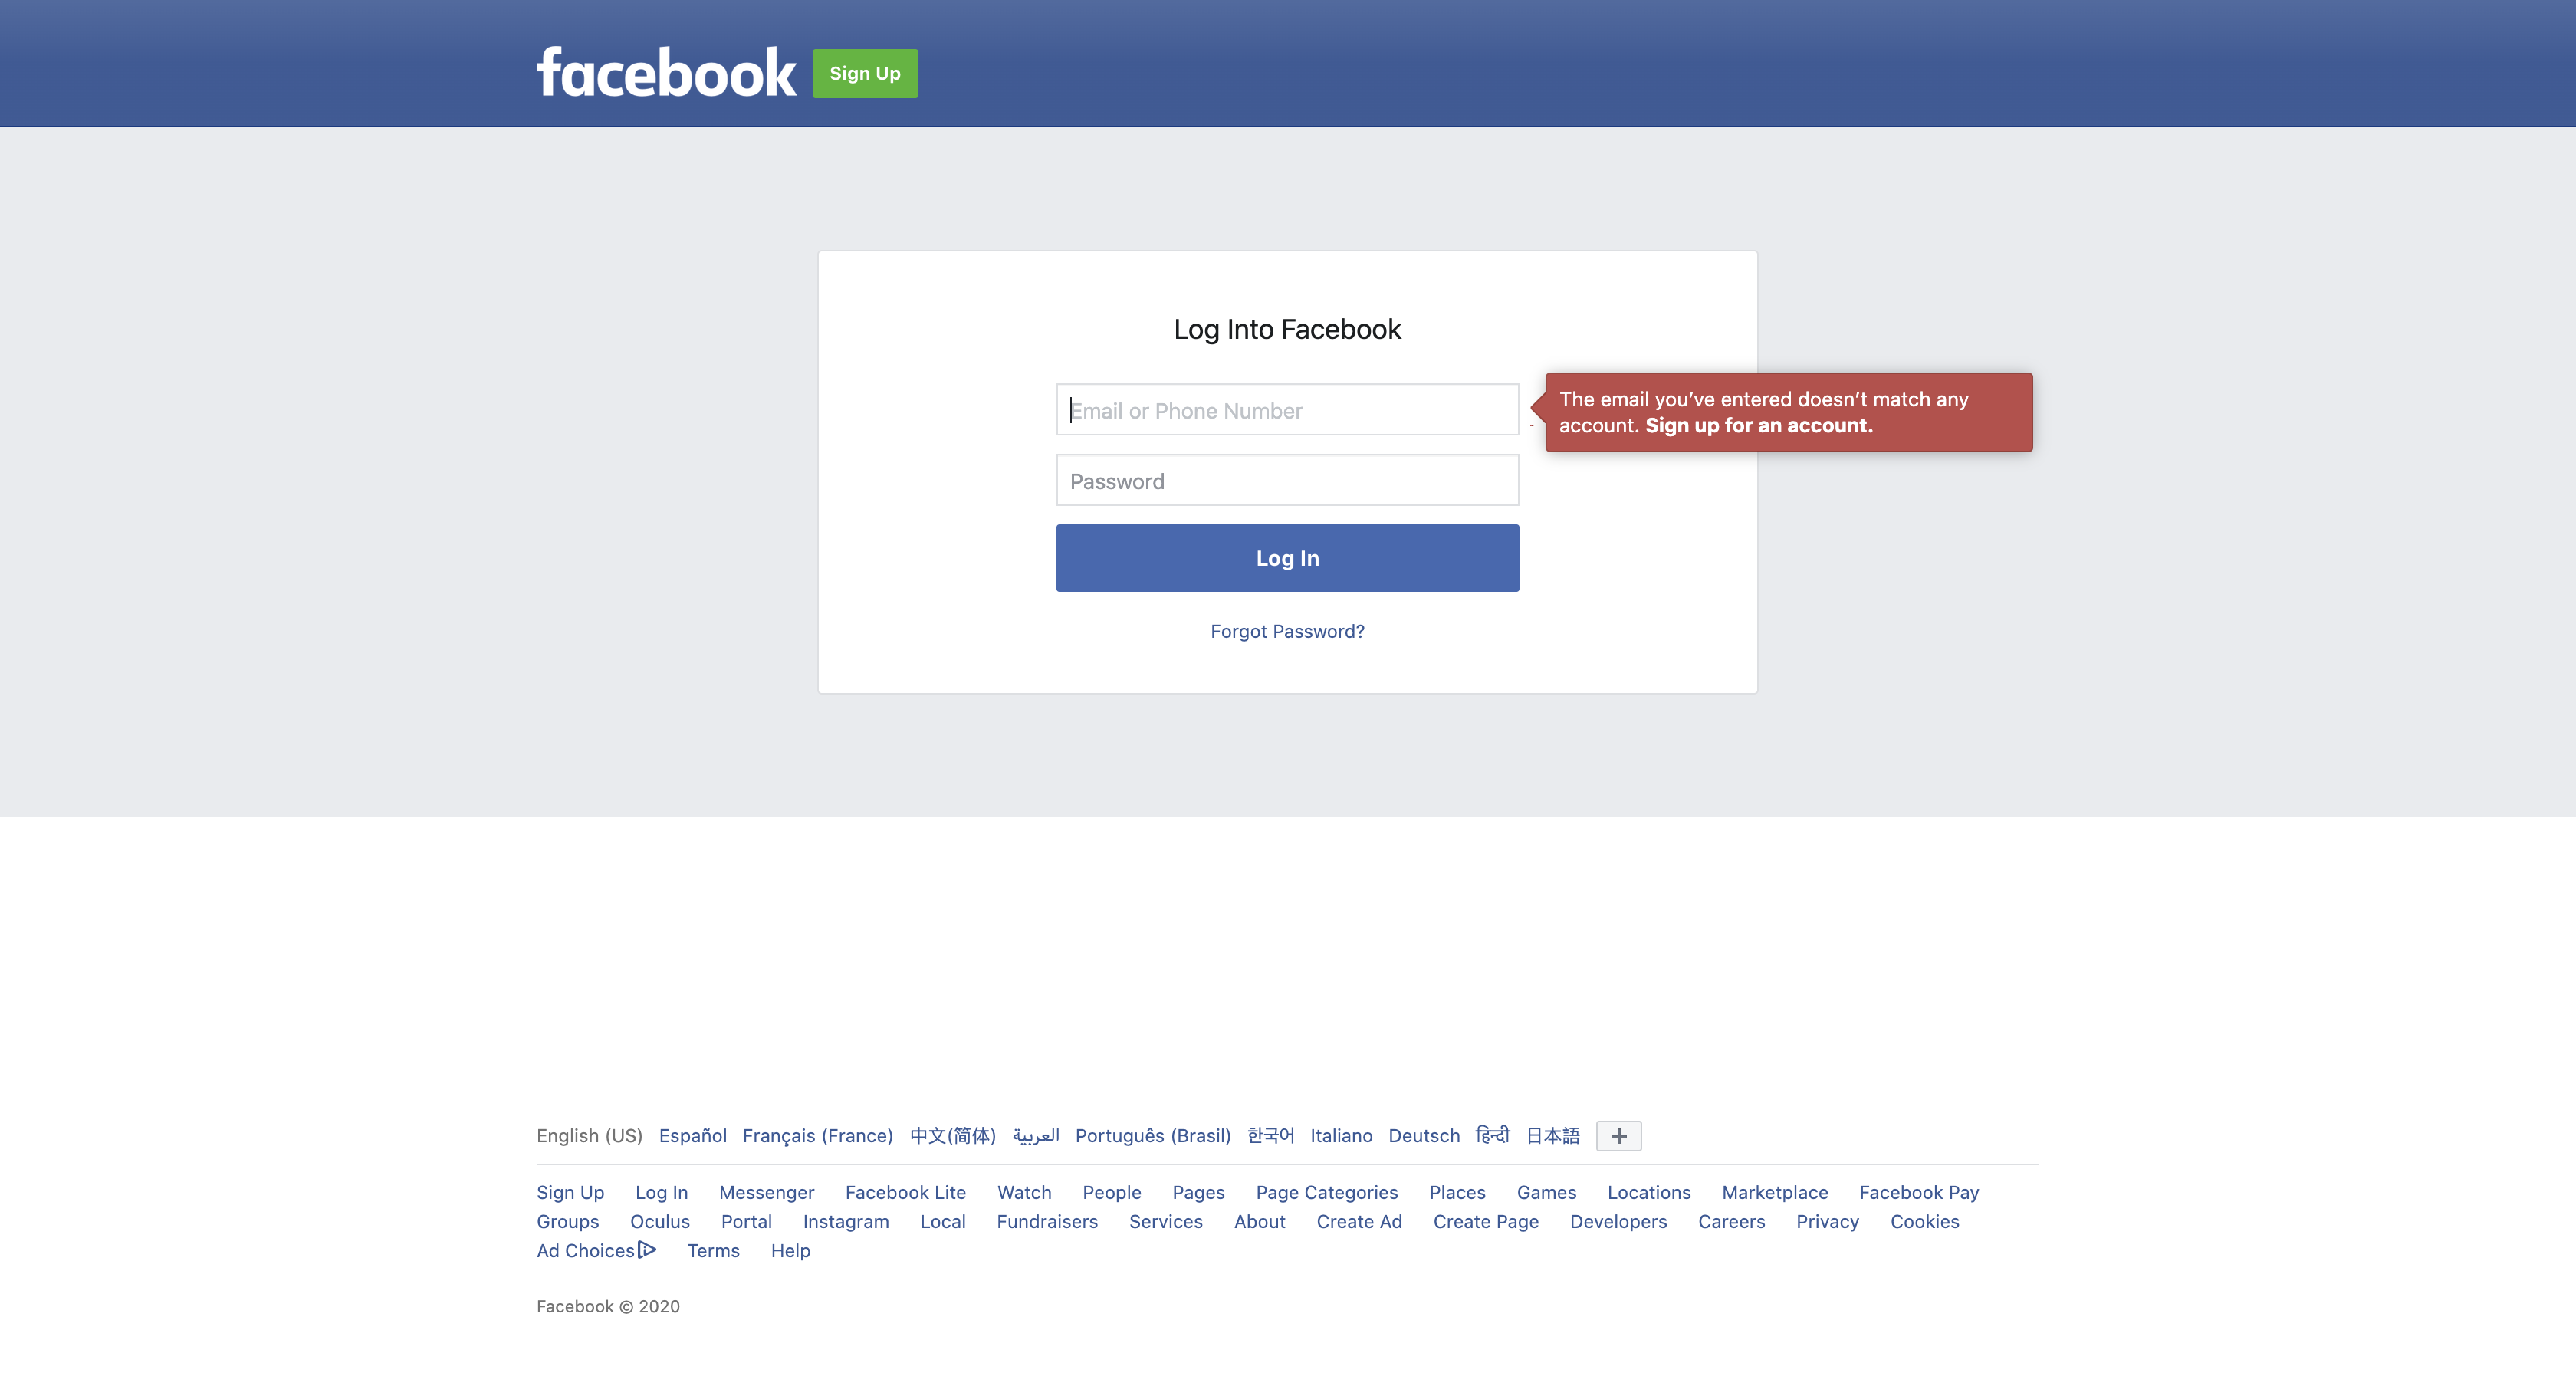 facebook Sign Up
Log Into Facebook
Email or Phone Number
The email you’ve entered doesn’t match any
account. Sign up for an account.
Password
Log In
Forgot Password?
English (US) Español Français (France) 中文(简体) العربية Português (Brasil) 한국어 Italiano Deutsch हिन्दी 日本語
Sign Up Log In Messenger Facebook Lite Watch People Pages Page Categories Places Games Locations Marketplace Facebook Pay
Groups Oculus Portal Instagram Local Fundraisers Services About Create Ad Create Page Developers Careers Privacy Cookies
Ad Choices Terms Help
Facebook © 2020